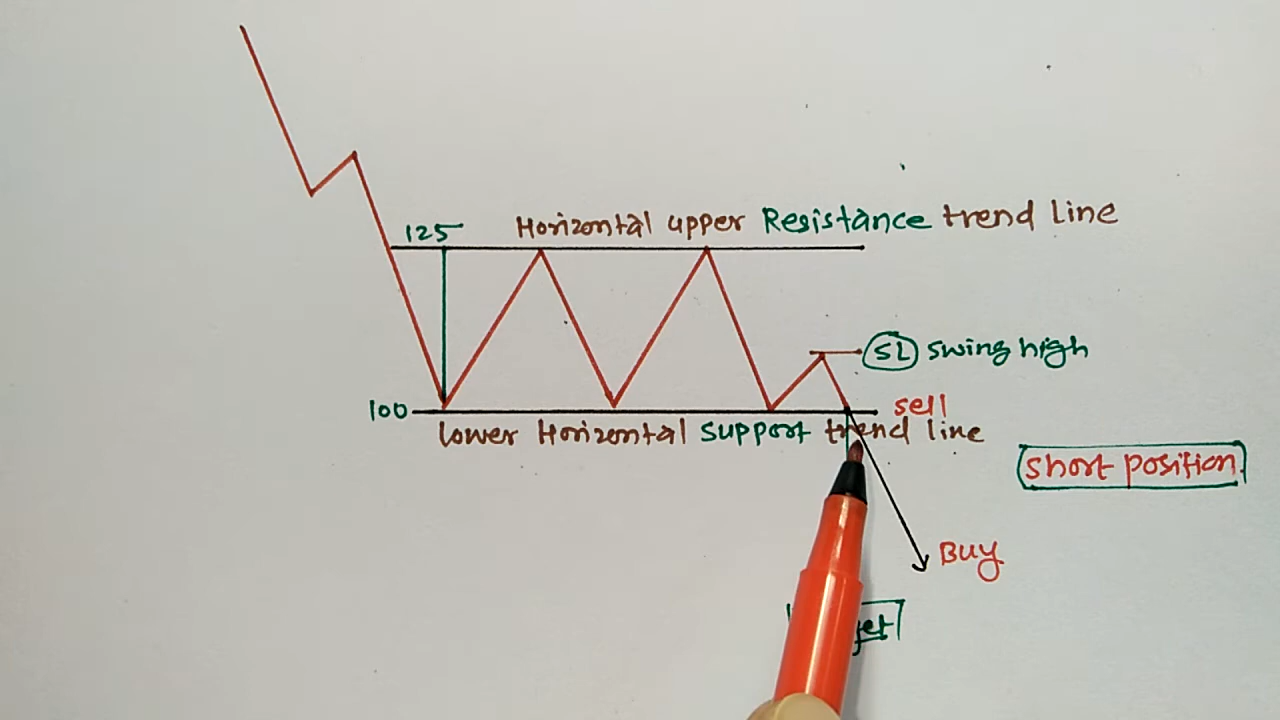 125
Horizontal upper Resistance trend line
SL swing high
100
sell
lower Horizontal support trend line
short position
Buy